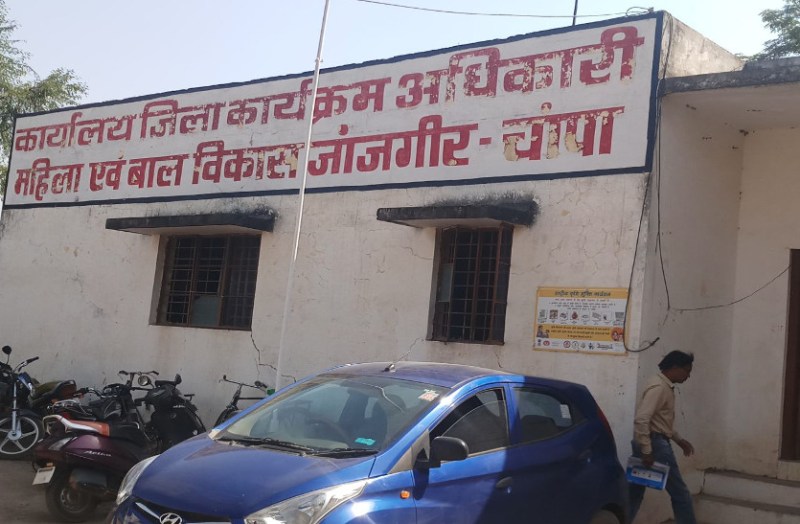 कार्यालय जिला कार्यक्रम अधिकारी
महिला एवं बाल विकास जांजगीर - चांपा